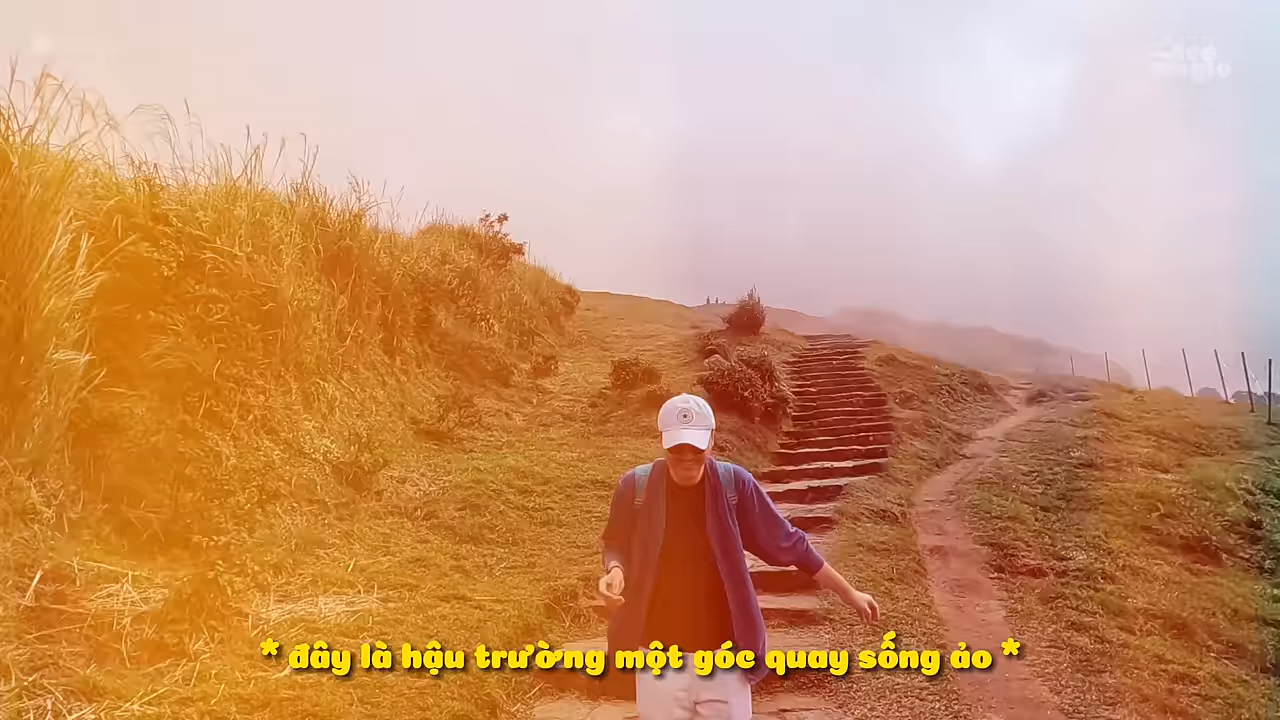 * đây là hậu trường một góc quay sống ảo *